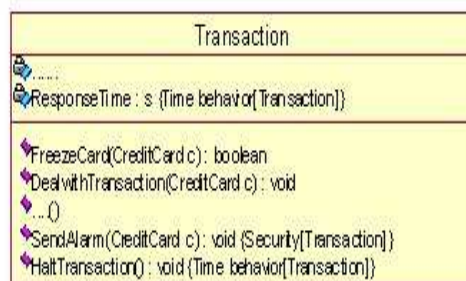 Transaction
......
ResponseTime : s {Time behavior[Transaction]}
FreezeCard(CreditCard c) : boolean
DealwithTransaction(CreditCard c) : void
...()
SendAlarm(CreditCard c) : void {Security[Transaction] }
HaltTransaction() : void {Time behavior[Transaction]}